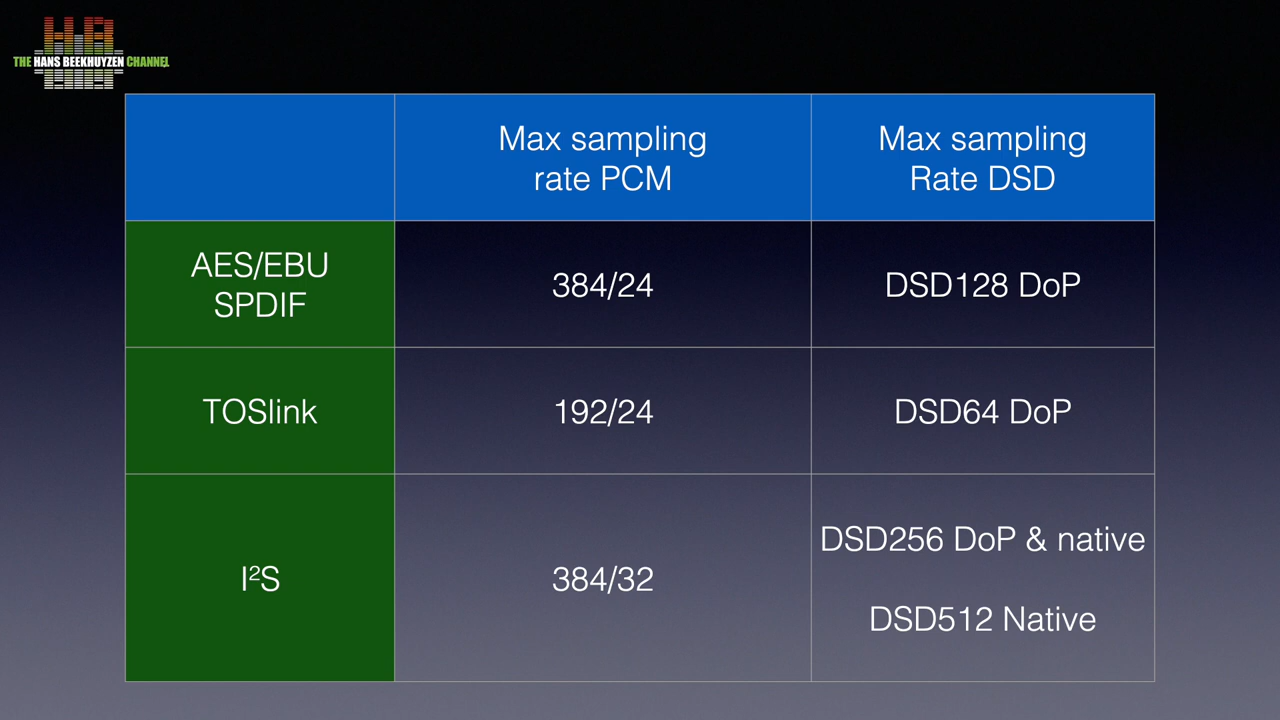 THE HANS BEEKHUYZEN CHANNEL
Max sampling
rate PCM
Max sampling
Rate DSD
AES/EBU
SPDIF
384/24
DSD128 DoP
TOSlink
192/24
DSD64 DoP
I²S
384/32
DSD256 DoP & native
DSD512 Native